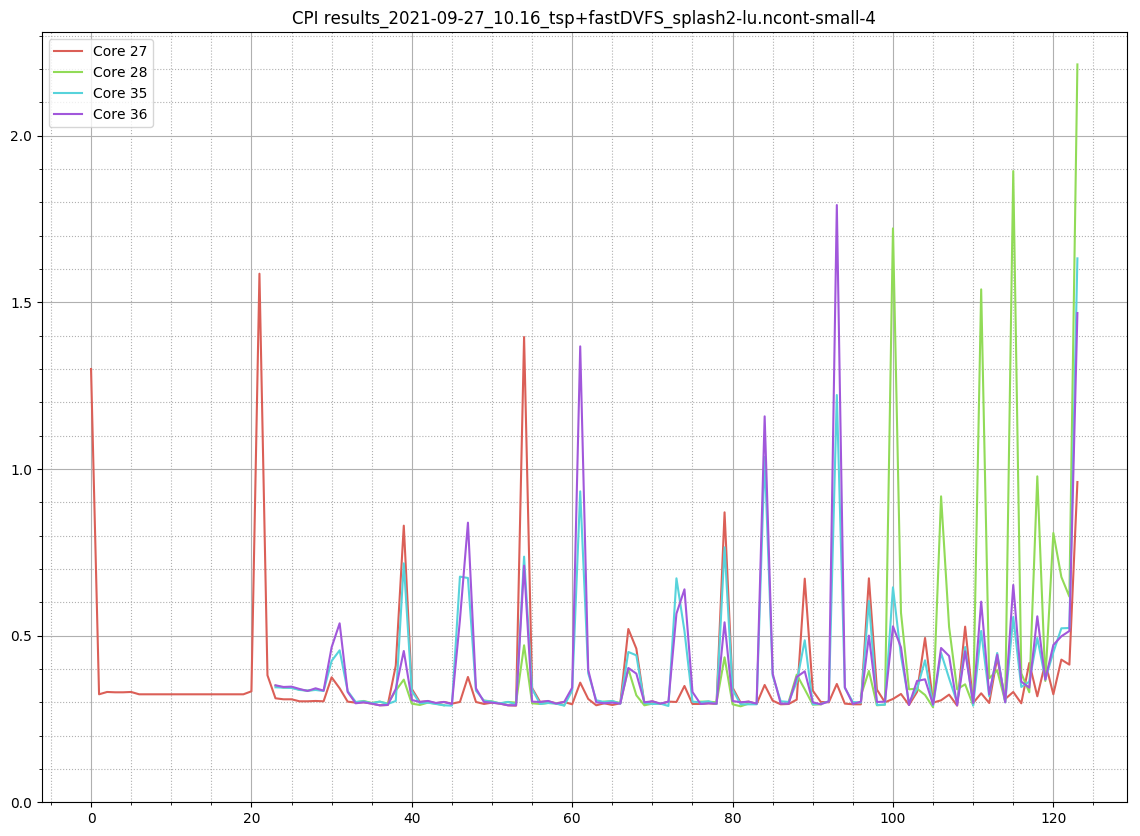 CPI results_2021-09-27_10.16_tsp+fastDVFS_splash2-lu.ncont-small-4
Core 27
Core 28
Core 35
Core 36
2.0
1.5
1.0
0.5
0.0
0 20 40 60 80 100 120